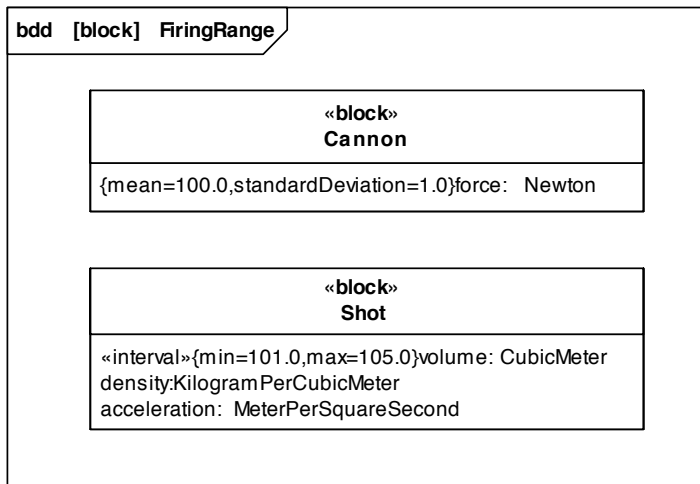 bdd [block] FiringRange
«block»
Cannon
{mean=100.0,standardDeviation=1.0}force: Newton
«block»
Shot
«interval»{min=101.0,max=105.0}volume: CubicMeter
density:KilogramPerCubicMeter
acceleration: MeterPerSquareSecond